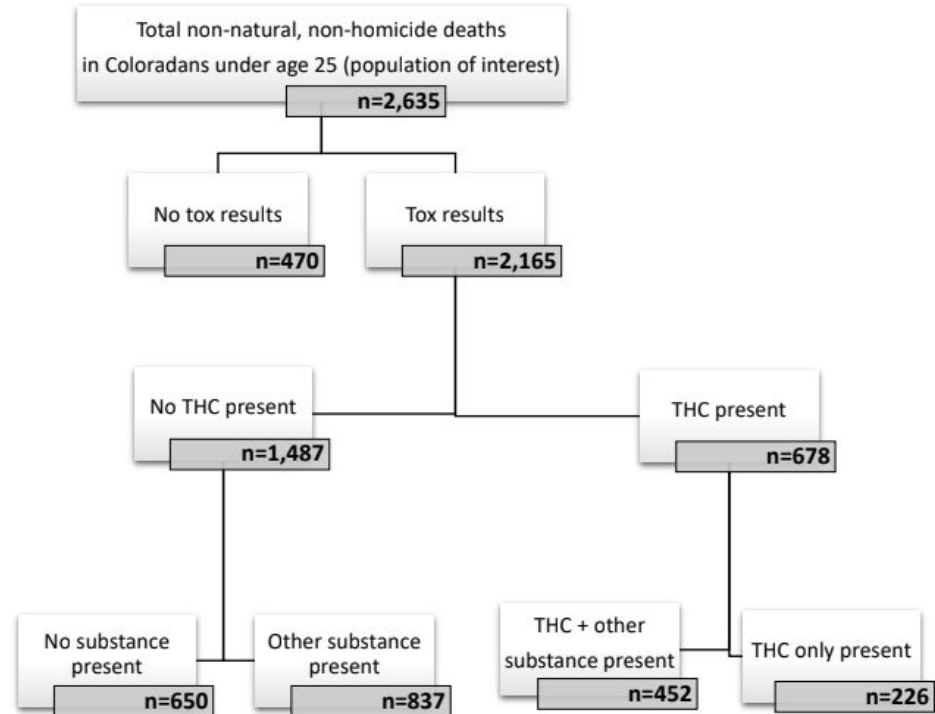 Total non-natural, non-homicide deaths
in Coloradans under age 25 (population of interest)
n=2,635
No tox results
n=470
Tox results
n=2,165
No THC present
n=1,487
THC present
n=678
No substance
present
n=650
Other substance
present
n=837
THC + other
substance present
n=452
THC only present
n=226